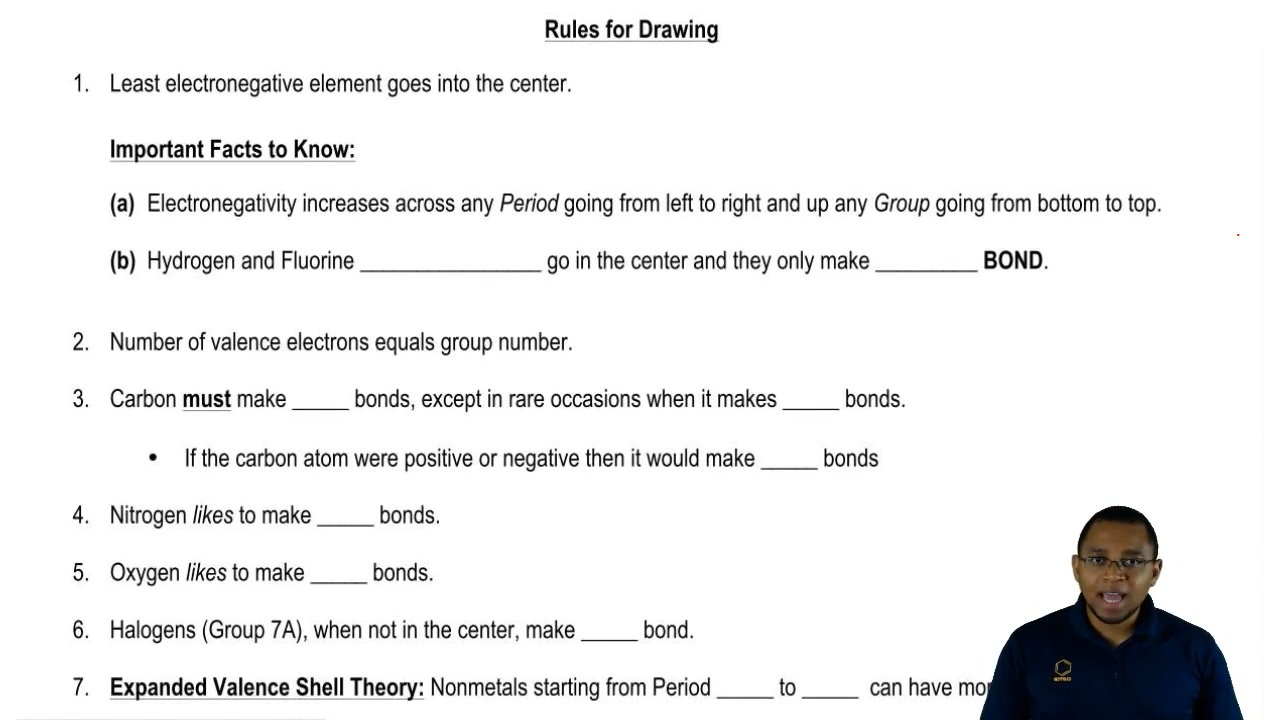 Rules for Drawing
1. Least electronegative element goes into the center.
Important Facts to Know:
(a) Electronegativity increases across any Period going from left to right and up any Group going from bottom to top.
(b) Hydrogen and Fluorine ________________ go in the center and they only make _________ BOND.
2. Number of valence electrons equals group number.
3. Carbon must make _____ bonds, except in rare occasions when it makes _____ bonds.
• If the carbon atom were positive or negative then it would make _____ bonds
4. Nitrogen likes to make _____ bonds.
5. Oxygen likes to make _____ bonds.
6. Halogens (Group 7A), when not in the center, make _____ bond.
7. Expanded Valence Shell Theory: Nonmetals starting from Period _____ to _____ can have